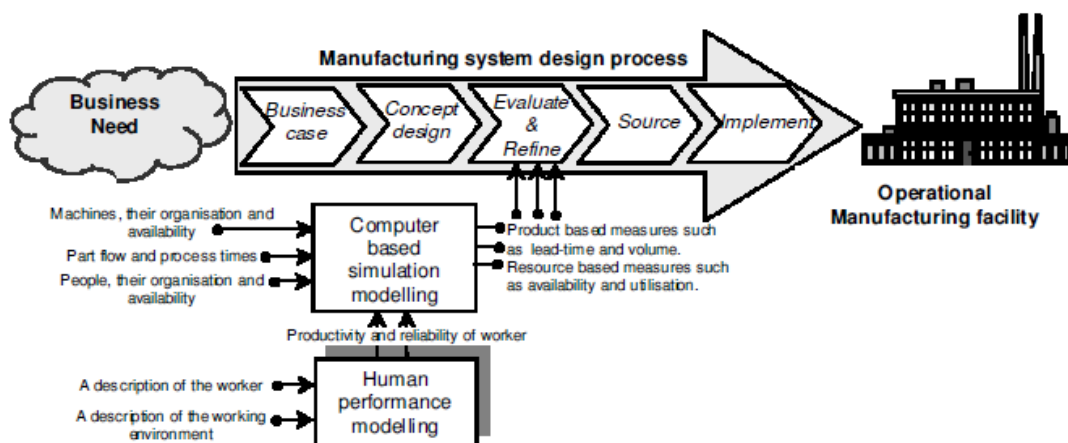 Manufacturing system design process
Business
Need
Business
case
Concept
design
Evaluate
&
Refine
Source
Implement
Operational
Manufacturing facility
Machines, their organisation and
availability
Part flow and process times
People, their organisation and
availability
Computer
based
simulation
modelling
Product based measures such
as lead-time and volume.
Resource based measures such
as availability and utilisation.
Productivity and reliability of worker
A description of the worker
A description of the working
environment
Human
performance
modelling